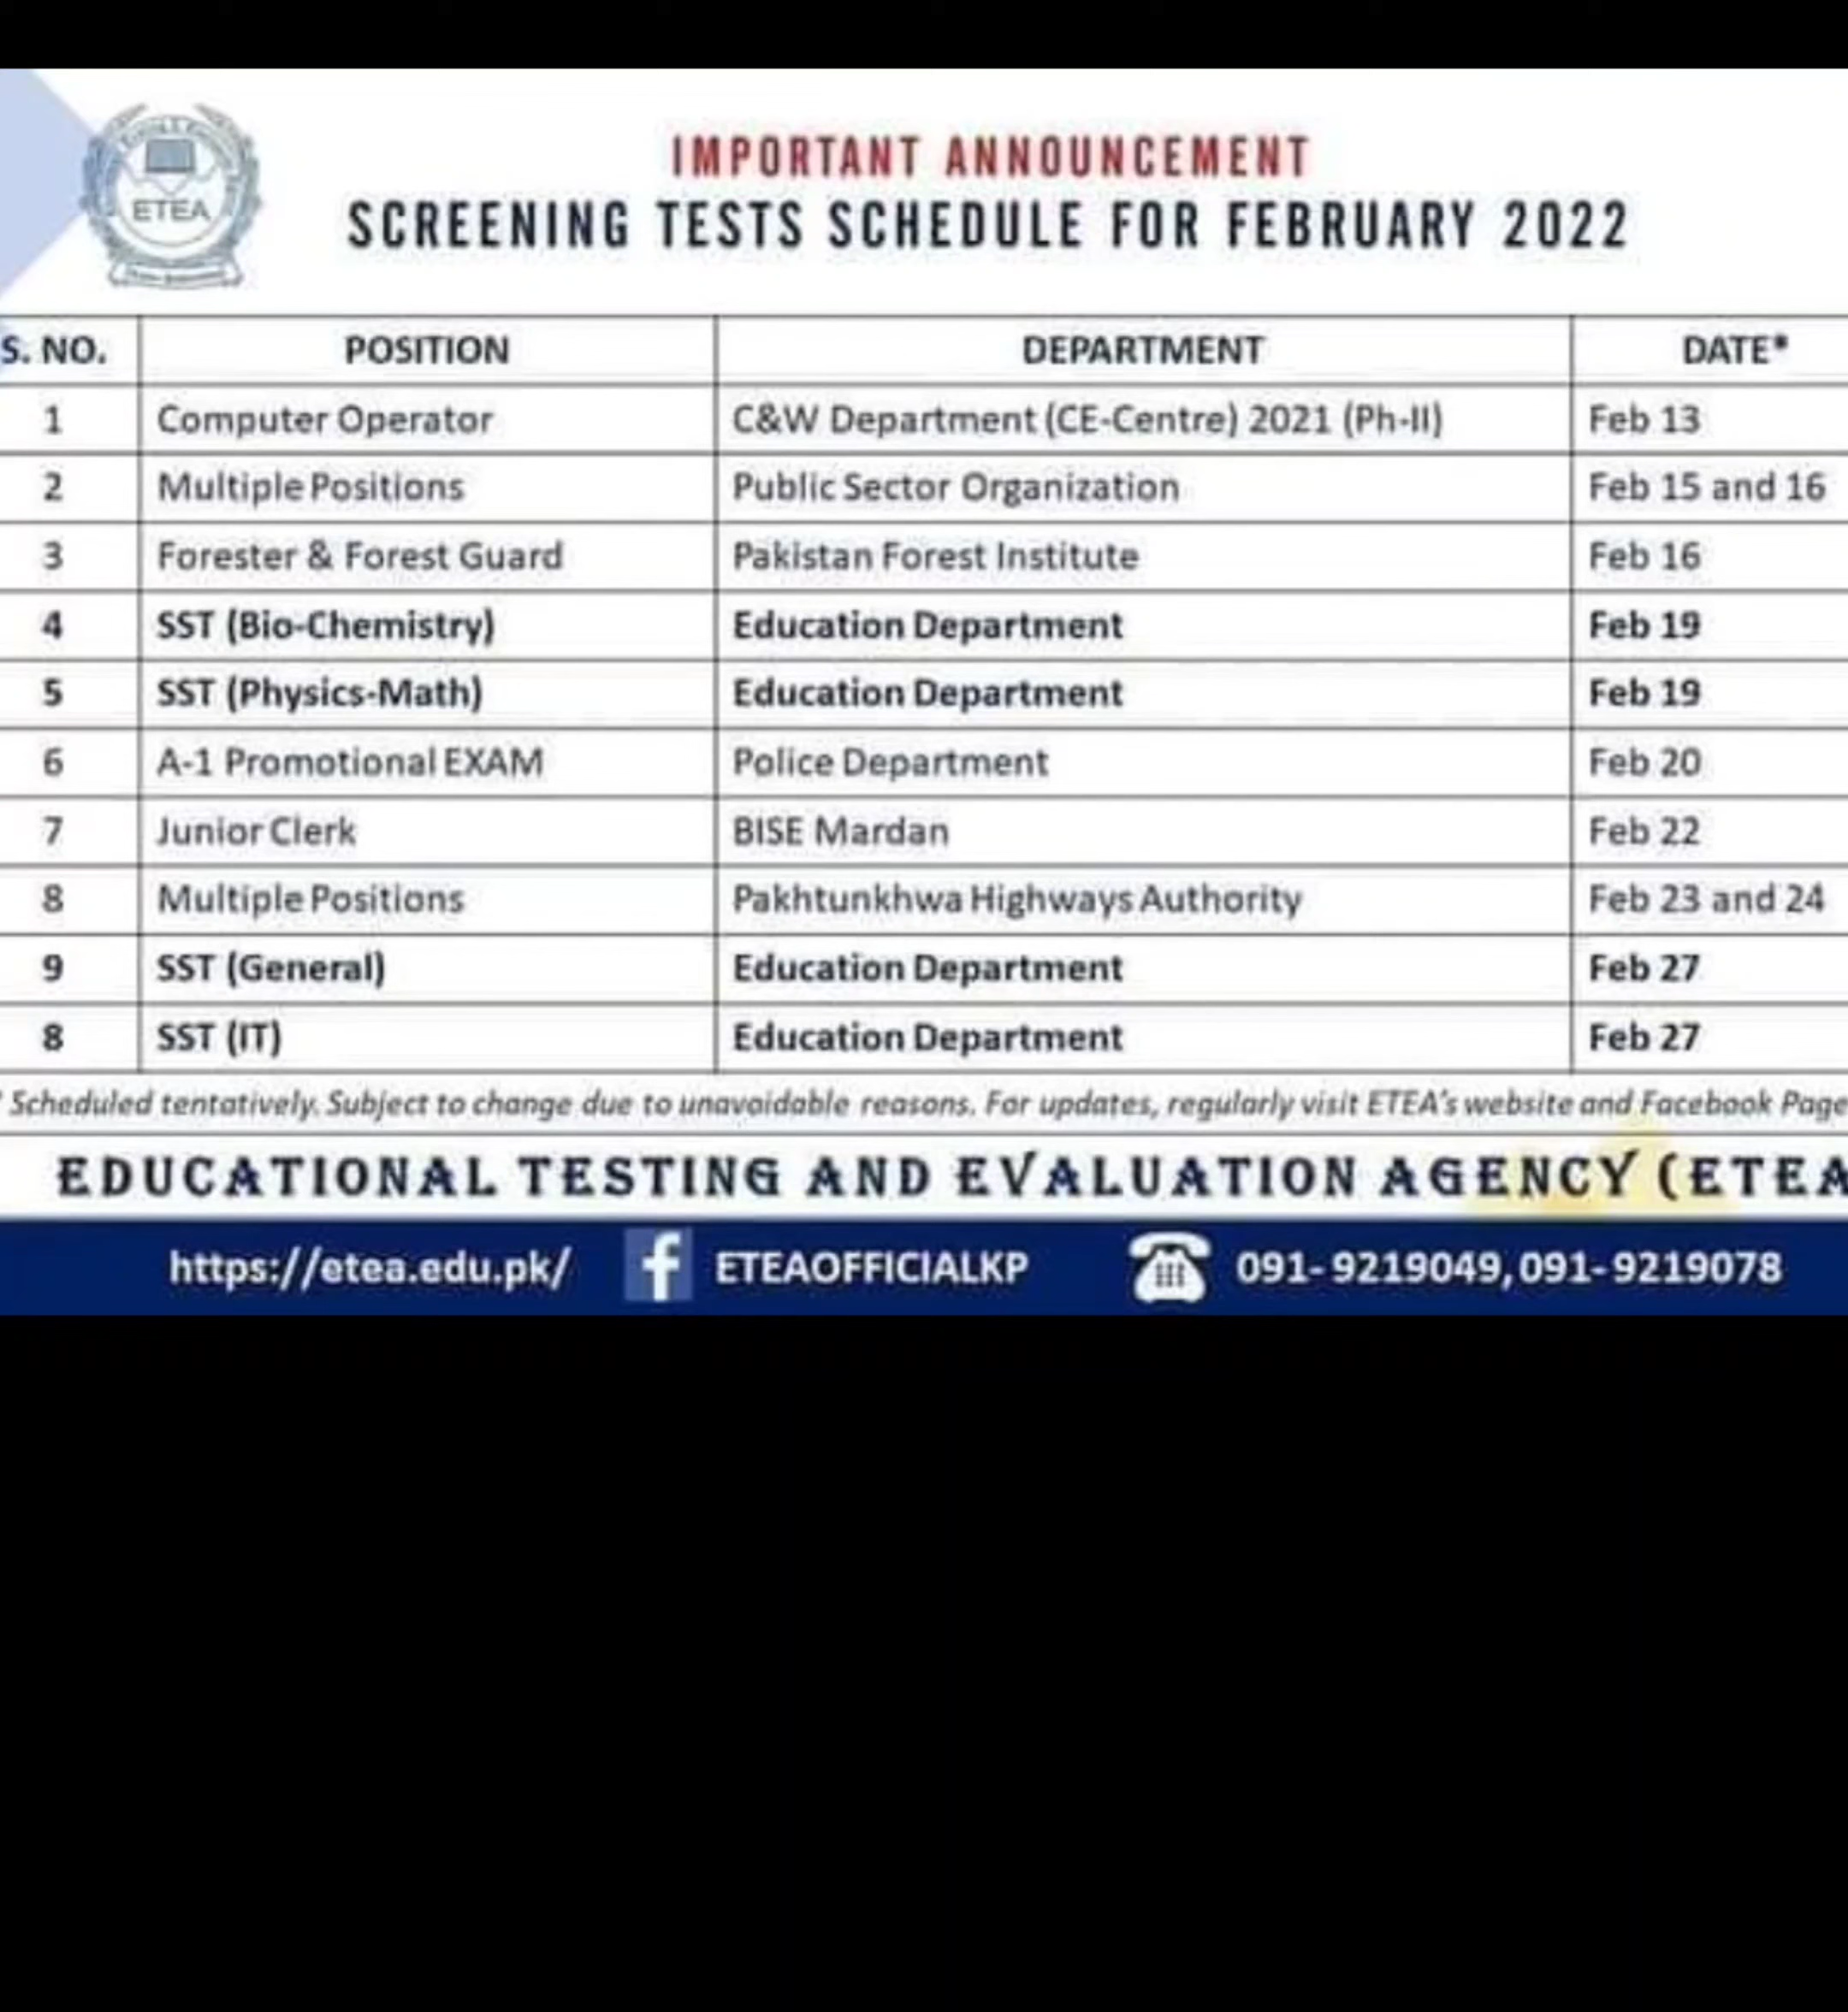 ETEA
IMPORTANT ANNOUNCEMENT
SCREENING TESTS SCHEDULE FOR FEBRUARY 2022
S. NO. POSITION DEPARTMENT DATE*
1 Computer Operator C&W Department (CE-Centre) 2021 (Ph-II) Feb 13
2 Multiple Positions Public Sector Organization Feb 15 and 16
3 Forester & Forest Guard Pakistan Forest Institute Feb 16
4 SST (Bio-Chemistry) Education Department Feb 19
5 SST (Physics-Math) Education Department Feb 19
6 A-1 Promotional EXAM Police Department Feb 20
7 Junior Clerk BISE Mardan Feb 22
8 Multiple Positions Pakhtunkhwa Highways Authority Feb 23 and 24
9 SST (General) Education Department Feb 27
8 SST (IT) Education Department Feb 27
* Scheduled tentatively. Subject to change due to unavoidable reasons. For updates, regularly visit ETEA's website and Facebook Page
EDUCATIONAL TESTING AND EVALUATION AGENCY (ETEA
https://etea.edu.pk/ f ETEAOFFICIALKP 091- 9219049, 091- 9219078